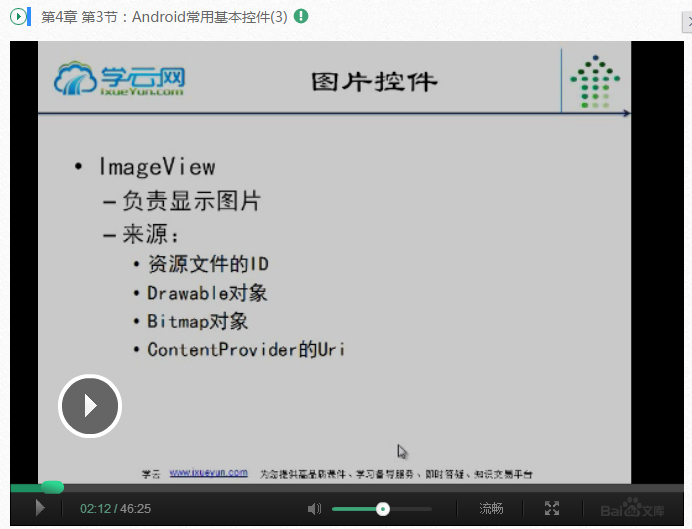 第4章 第3节：Android常用基本控件(3)
学云网
ixueYun.com
图片控件
• ImageView
– 负责显示图片
– 来源：
• 资源文件的ID
• Drawable对象
• Bitmap对象
• ContentProvider的Uri
学云 www.ixueyun.com 为您提供高品质课件、学习督导服务、即时答疑、知识交易平台
02:12 / 46:25 流畅 Bai文库